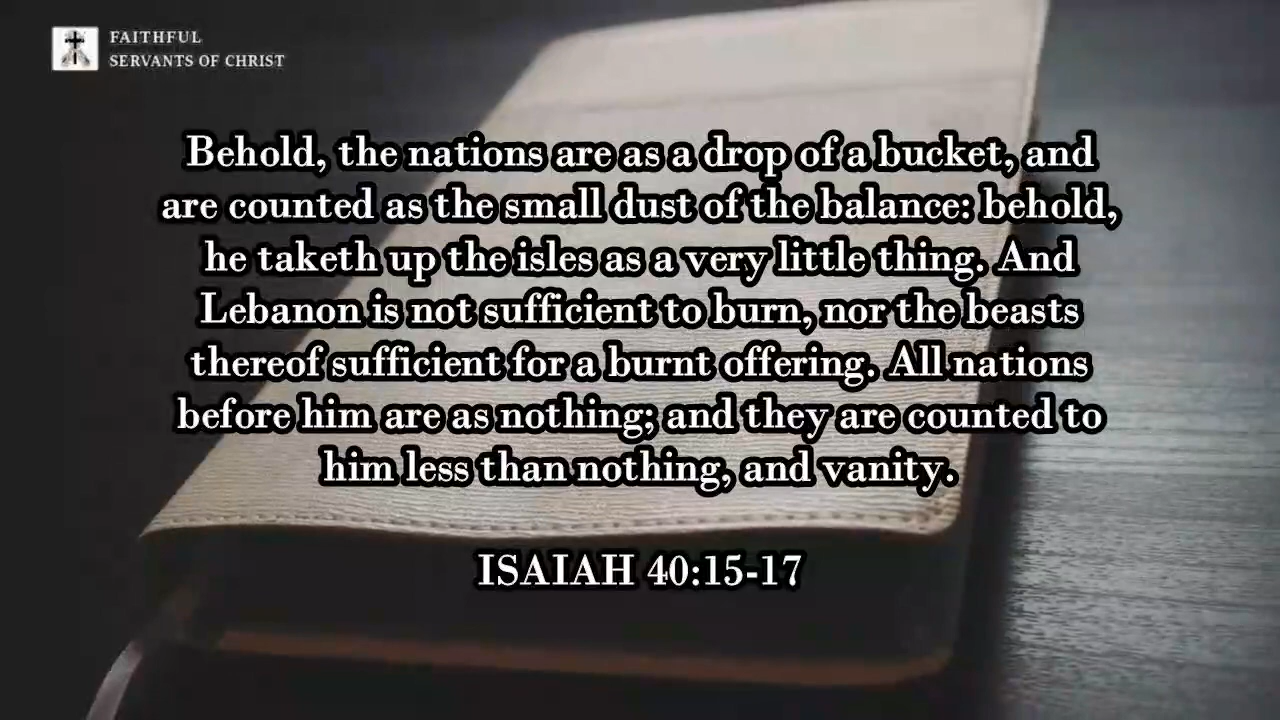 FAITHFUL
SERVANTS OF CHRIST
Behold, the nations are as a drop of a bucket, and
are counted as the small dust of the balance: behold,
he taketh up the isles as a very little thing. And
Lebanon is not sufficient to burn, nor the beasts
thereof sufficient for a burnt offering. All nations
before him are as nothing; and they are counted to
him less than nothing, and vanity.
ISAIAH 40:15-17